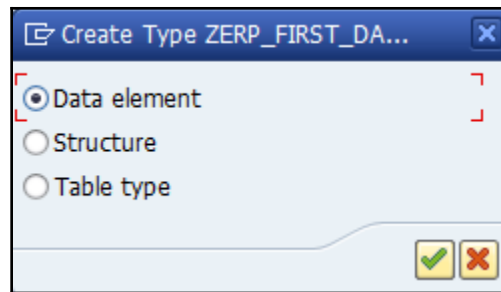 Create Type ZERP_FIRST_DA...
Data element
Structure
Table type